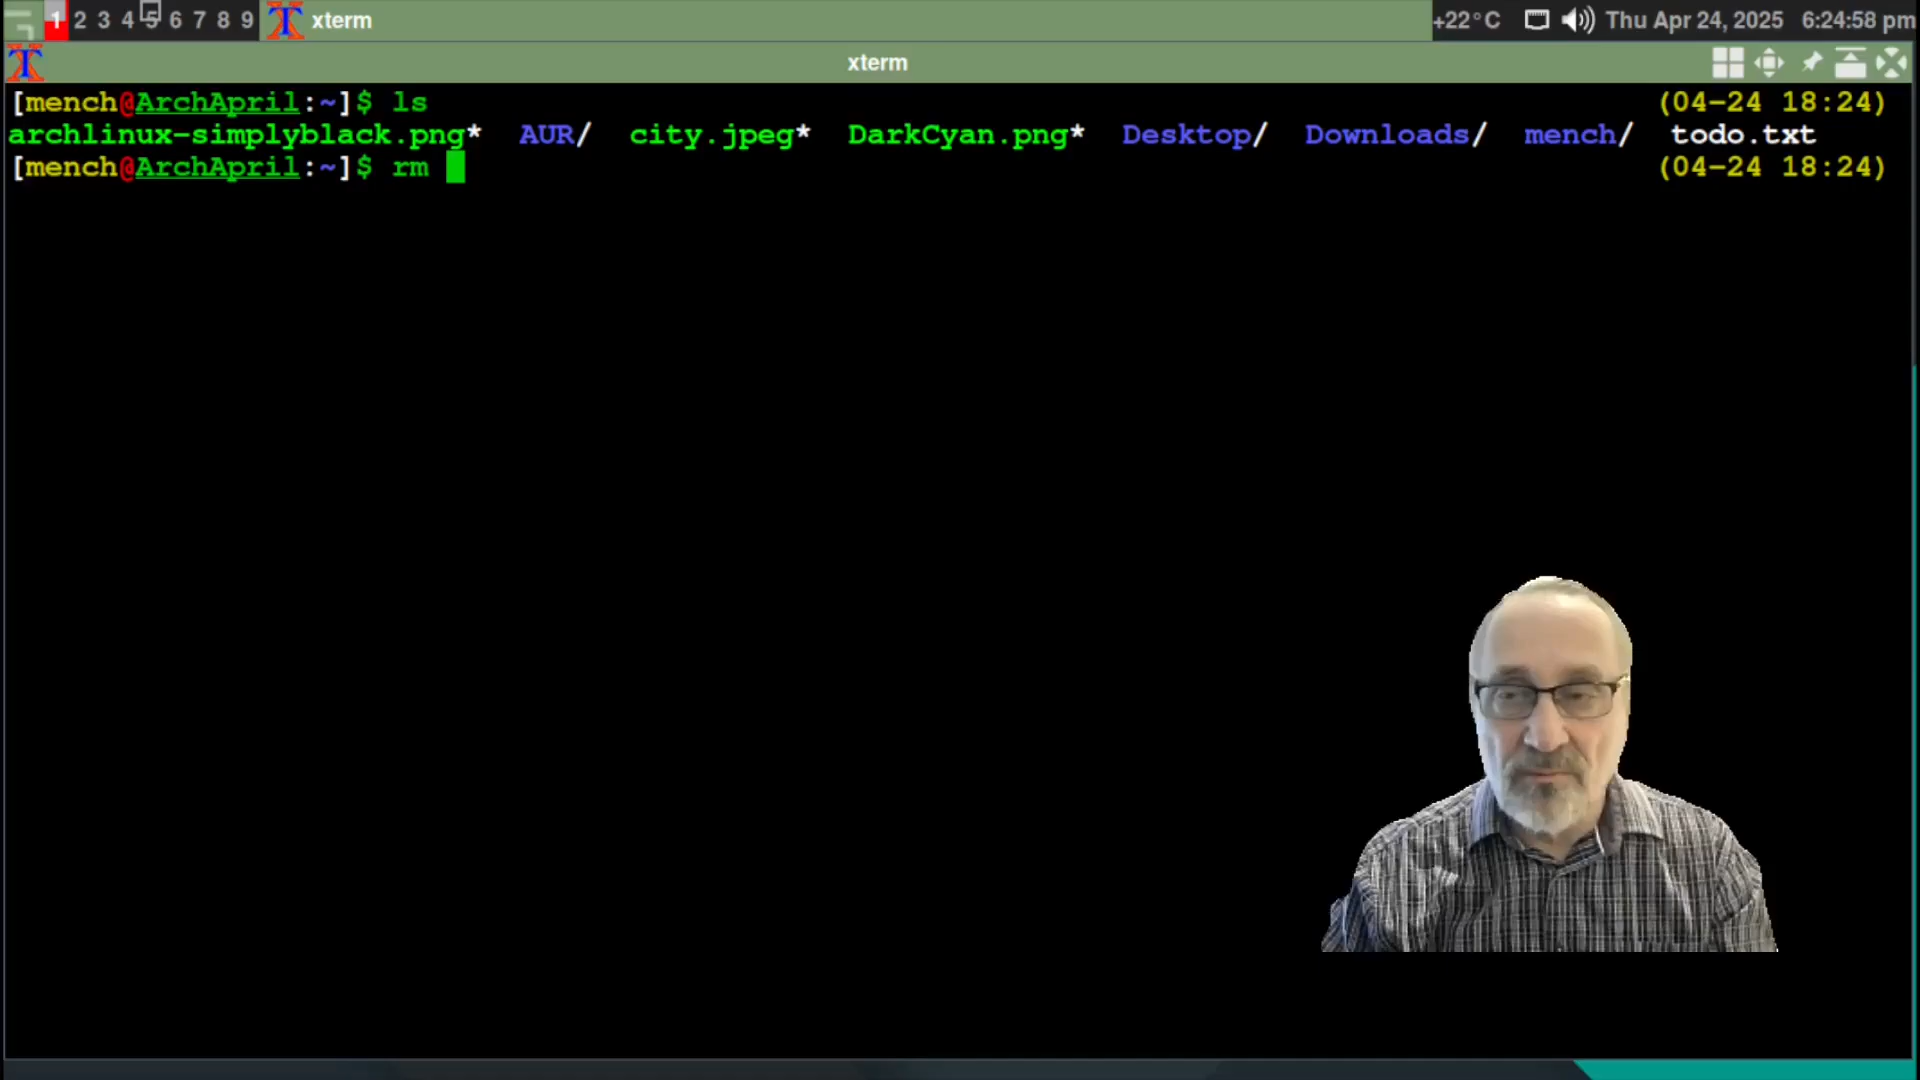 1 2 3 4 5 6 7 8 9 xterm +22°C Thu Apr 24, 2025 6:24:58 pm
xterm
[mench@ArchApril:~]$ ls (04-24 18:24)
archlinux-simplyblack.png* AUR/ city.jpeg* DarkCyan.png* Desktop/ Downloads/ mench/ todo.txt
[mench@ArchApril:~]$ rm (04-24 18:24)